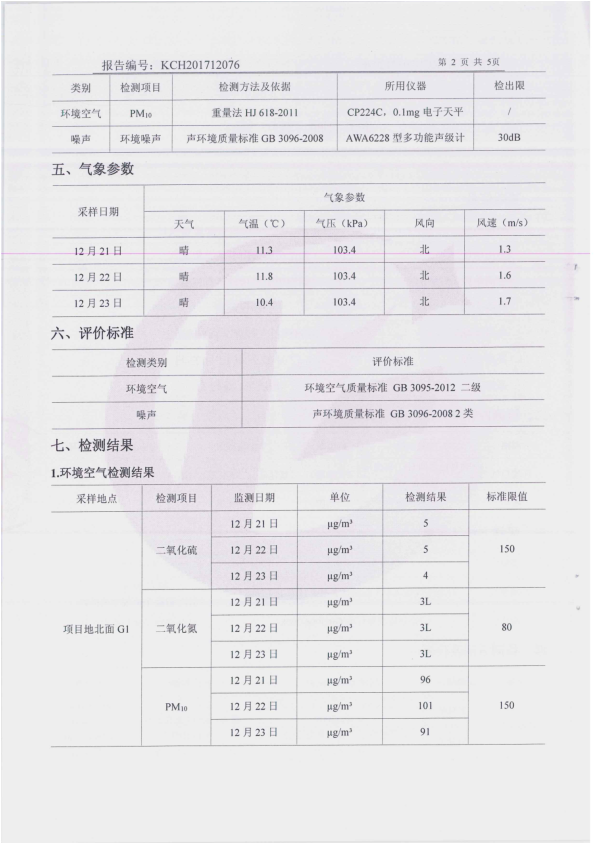 报告编号：KCH201712076 第 2 页 共 5页
类别 检测项目 检测方法及依据 所用仪器 检出限
环境空气 PM10 重量法 HJ 618-2011 CP224C，0.1mg 电子天平 /
噪声 环境噪声 声环境质量标准 GB 3096-2008 AWA6228 型多功能声级计 30dB
五、气象参数
采样日期 气象参数
天气 气温（℃） 气压（kPa） 风向 风速（m/s）
12 月 21 日 晴 11.3 103.4 北 1.3
12 月 22 日 晴 11.8 103.4 北 1.6
12 月 23 日 晴 10.4 103.4 北 1.7
六、评价标准
检测类别 评价标准
环境空气 环境空气质量标准 GB 3095-2012 二级
噪声 声环境质量标准 GB 3096-2008 2 类
七、检测结果
1.环境空气检测结果
采样地点 检测项目 监测日期 单位 检测结果 标准限值
项目地北面 G1 二氧化硫 12 月 21 日 μg/m³ 5 150
12 月 22 日 μg/m³ 5
12 月 23 日 μg/m³ 4
二氧化氮 12 月 21 日 μg/m³ 3L 80
12 月 22 日 μg/m³ 3L
12 月 23 日 μg/m³ 3L
PM10 12 月 21 日 μg/m³ 96 150
12 月 22 日 μg/m³ 101
12 月 23 日 μg/m³ 91